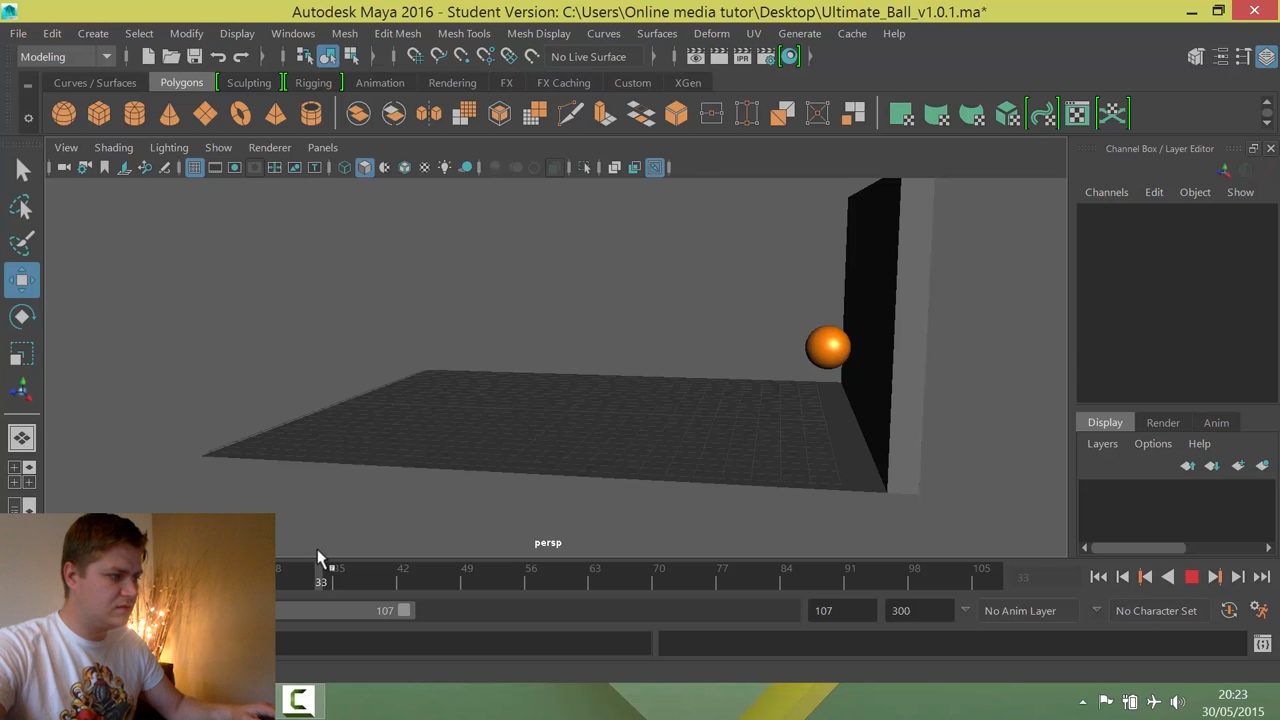 Autodesk Maya 2016 - Student Version: C:\Users\Online media tutor\Desktop\Ultimate_Ball_v1.0.1.ma*
File Edit Create Select Modify Display Windows Mesh Edit Mesh Mesh Tools Mesh Display Curves Surfaces Deform UV Generate Cache Help
Modeling No Live Surface
IPR
Curves / Surfaces Polygons Sculpting Rigging Animation Rendering FX FX Caching Custom XGen
View Shading Lighting Show Renderer Panels
Channel Box / Layer Editor
Channels Edit Object Show
persp
Display Render Anim
Layers Options Help
8 33 35 42 49 56 63 70 77 84 91 98 105 33
107 107 300 No Anim Layer No Character Set
20:23
30/05/2015